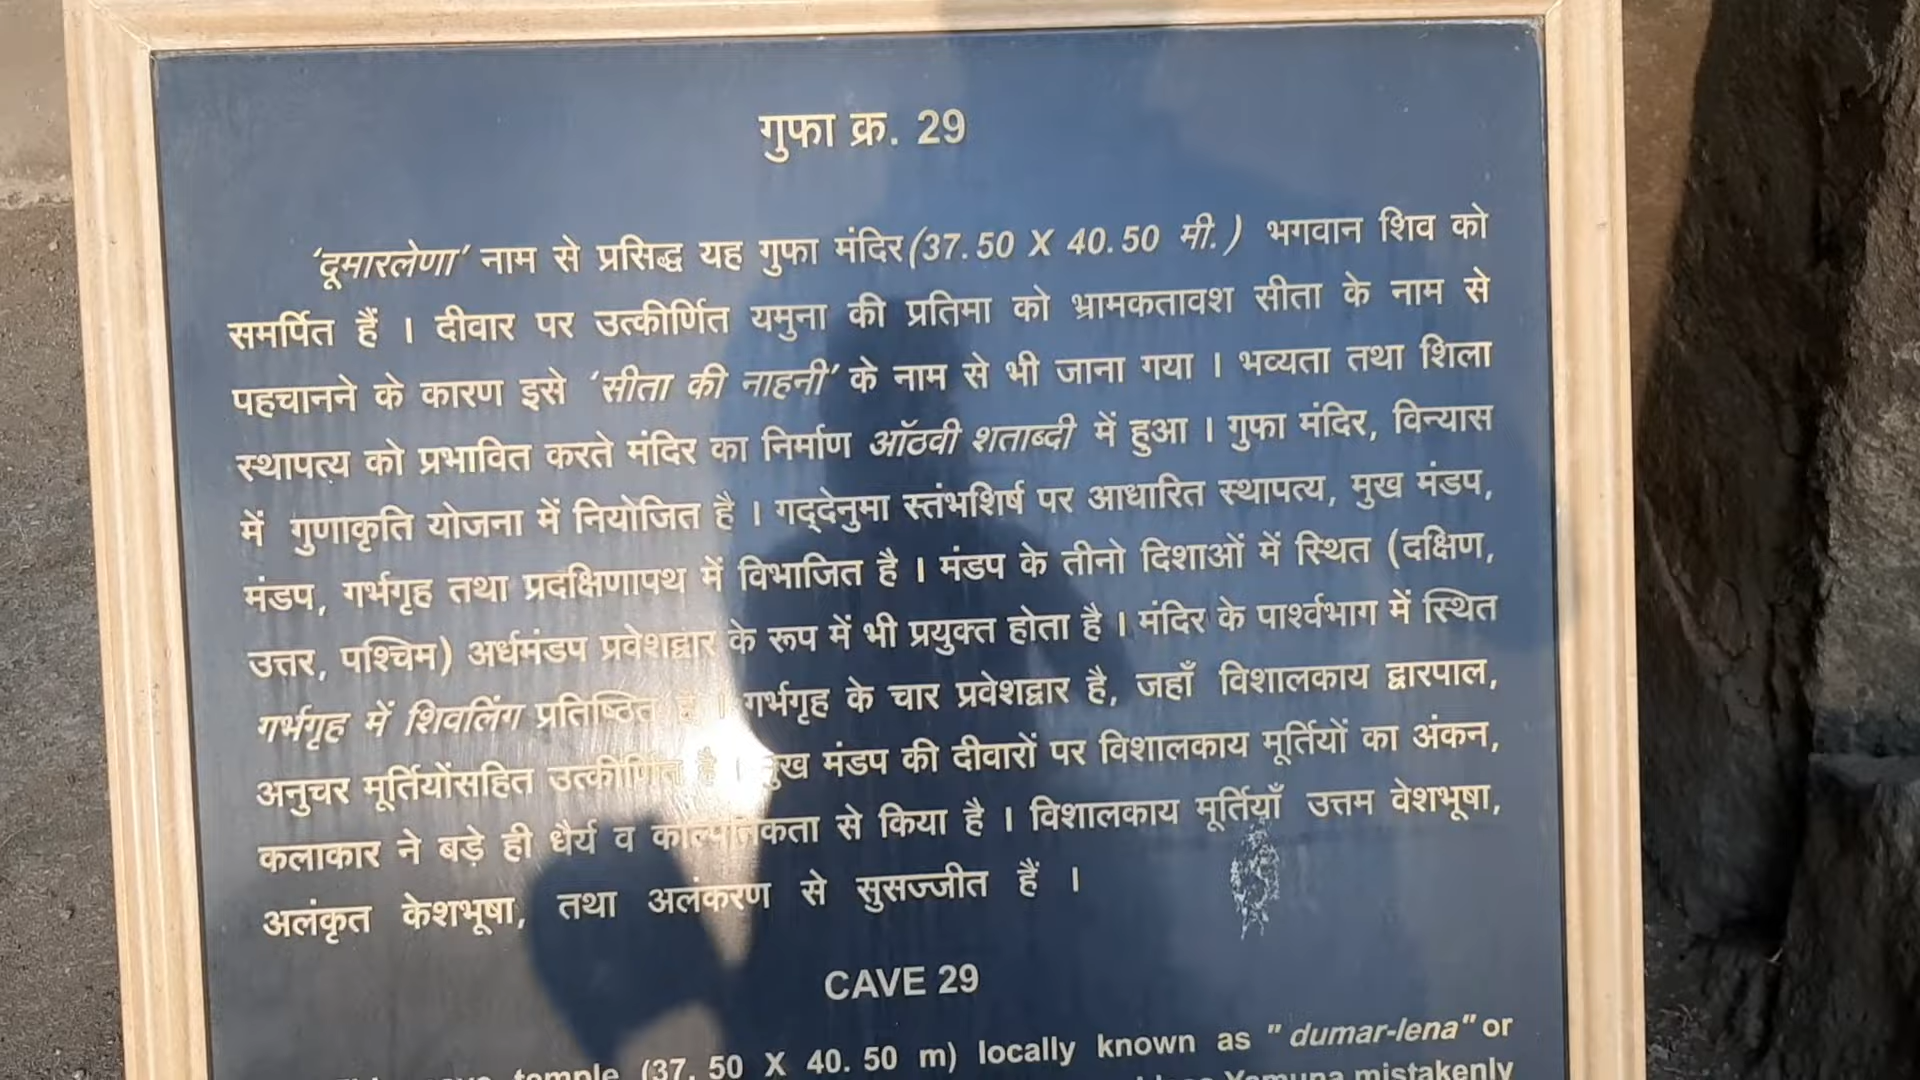 गुफा क्र. 29
‘दूमारलेणा’ नाम से प्रसिद्ध यह गुफा मंदिर(37.50 X 40.50 मी.) भगवान शिव को
समर्पित हैं । दीवार पर उत्कीर्णित यमुना की प्रतिमा को भ्रामकतावश सीता के नाम से
पहचानने के कारण इसे ‘सीता की नाहनी’ के नाम से भी जाना गया । भव्यता तथा शिला
स्थापत्य को प्रभावित करते मंदिर का निर्माण ऑठवी शताब्दी में हुआ । गुफा मंदिर, विन्यास
में गुणाकृति योजना में नियोजित है । गद्देनुमा स्तंभशिर्ष पर आधारित स्थापत्य, मुख मंडप,
मंडप, गर्भगृह तथा प्रदक्षिणापथ में विभाजित है । मंडप के तीनो दिशाओं में स्थित (दक्षिण,
उत्तर, पश्चिम) अर्धमंडप प्रवेशद्वार के रूप में भी प्रयुक्त होता है । मंदिर के पार्श्वभाग में स्थित
गर्भगृह में शिवलिंग प्रतिष्ठित है । गर्भगृह के चार प्रवेशद्वार है, जहाँ विशालकाय द्वारपाल,
अनुचर मूर्तियोंसहित उत्कीर्णित है । मुख मंडप की दीवारों पर विशालकाय मूर्तियों का अंकन,
कलाकार ने बड़े ही धैर्य व काल्पनिकता से किया है । विशालकाय मूर्तियाँ उत्तम वेशभूषा,
अलंकृत केशभूषा, तथा अलंकरण से सुसज्जीत हैं ।
CAVE 29
temple (37. 50 X 40. 50 m) locally known as "dumar-lena" or
Yamuna mistakenly